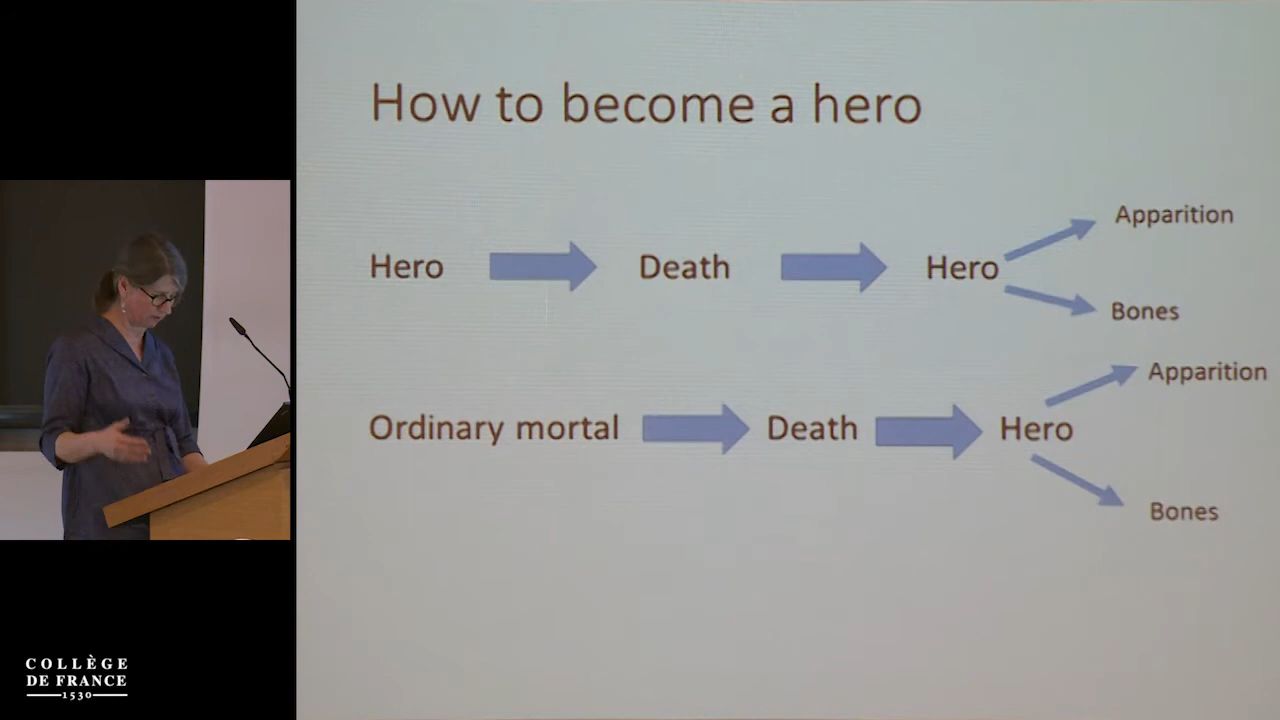 How to become a hero
Hero Death Hero
Apparition
Bones
Ordinary mortal Death Hero
Apparition
Bones
COLLÈGE
DE FRANCE
1530